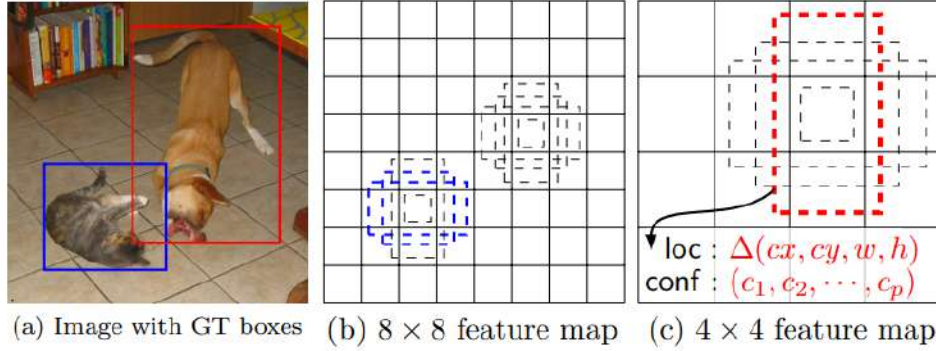 loc : Δ(cx, cy, w, h)
conf : (c₁, c₂, ⋯, cₚ)
(a) Image with GT boxes
(b) 8 × 8 feature map
(c) 4 × 4 feature map